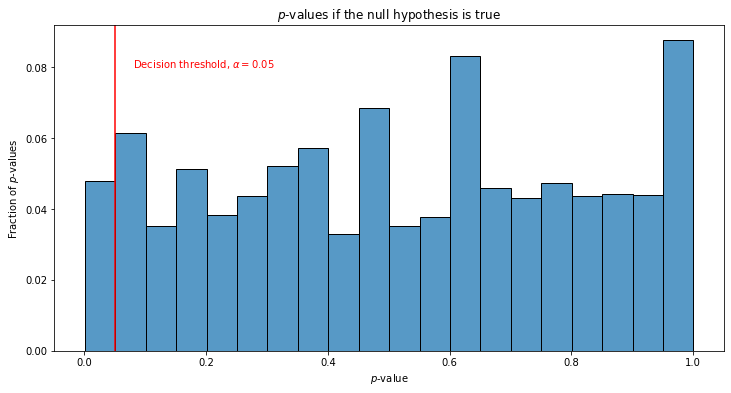 p-values if the null hypothesis is true
Decision threshold, α = 0.05
Fraction of p-values
0.08
0.06
0.04
0.02
0.00
0.0 0.2 0.4 0.6 0.8 1.0
p-value